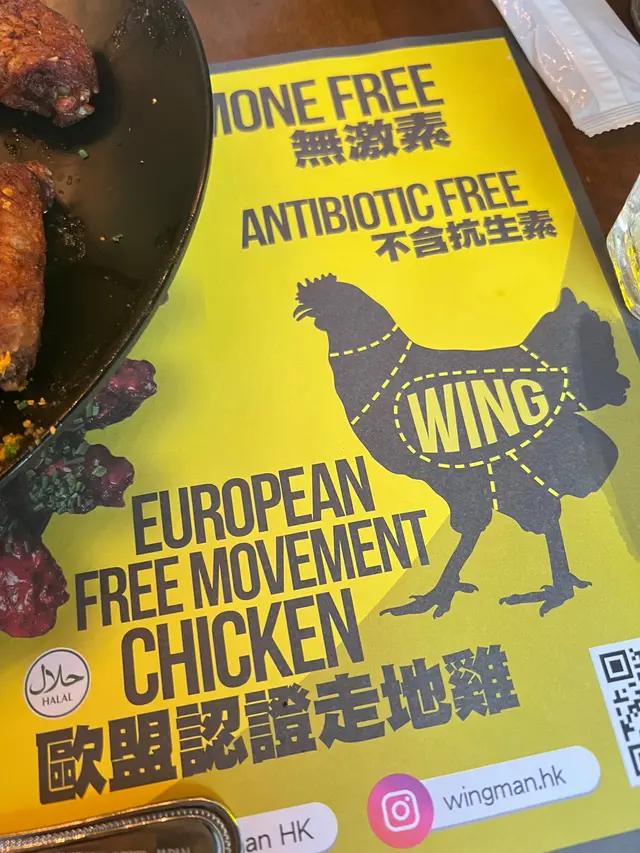 MONE FREE
無激素
ANTIBIOTIC FREE
不含抗生素
WING
EUROPEAN
FREE MOVEMENT
CHICKEN
حلال
HALAL
歐盟認證走地雞
an HK
wingman.hk